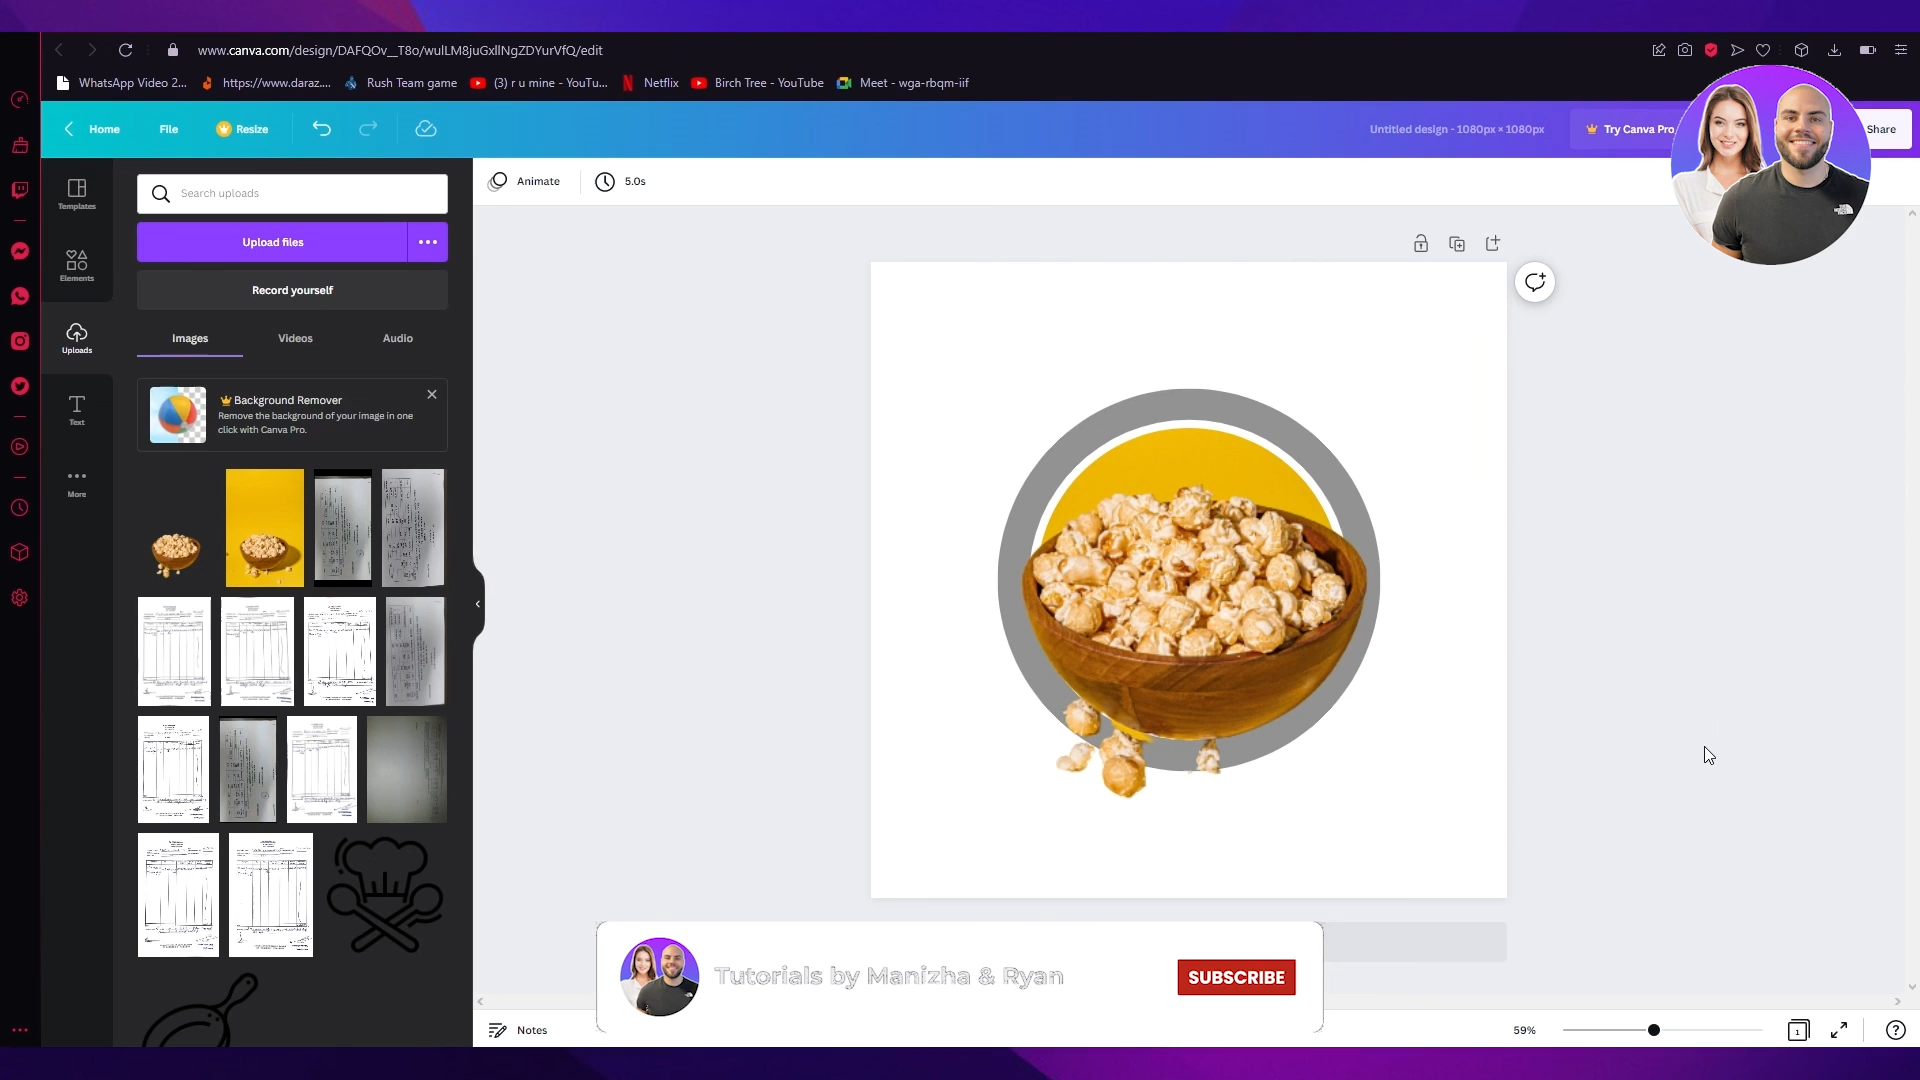 www.canva.com/design/DAFQOv__T8o/wulLM8juGxllNgZDYurVfQ/edit
WhatsApp Video 2...
https://www.daraz....
Rush Team game
(3) r u mine - YouTu...
Netflix
Birch Tree - YouTube
Meet - wga-rbqm-iif
Home
File
Resize
Untitled design - 1080px × 1080px
Try Canva Pro
Share
Templates
Elements
Uploads
Text
More
Search uploads
Upload files
Record yourself
Images
Videos
Audio
Background Remover
Remove the background of your image in one
click with Canva Pro.
Animate
5.0s
Tutorials by Manizha & Ryan
SUBSCRIBE
Notes
59%
1